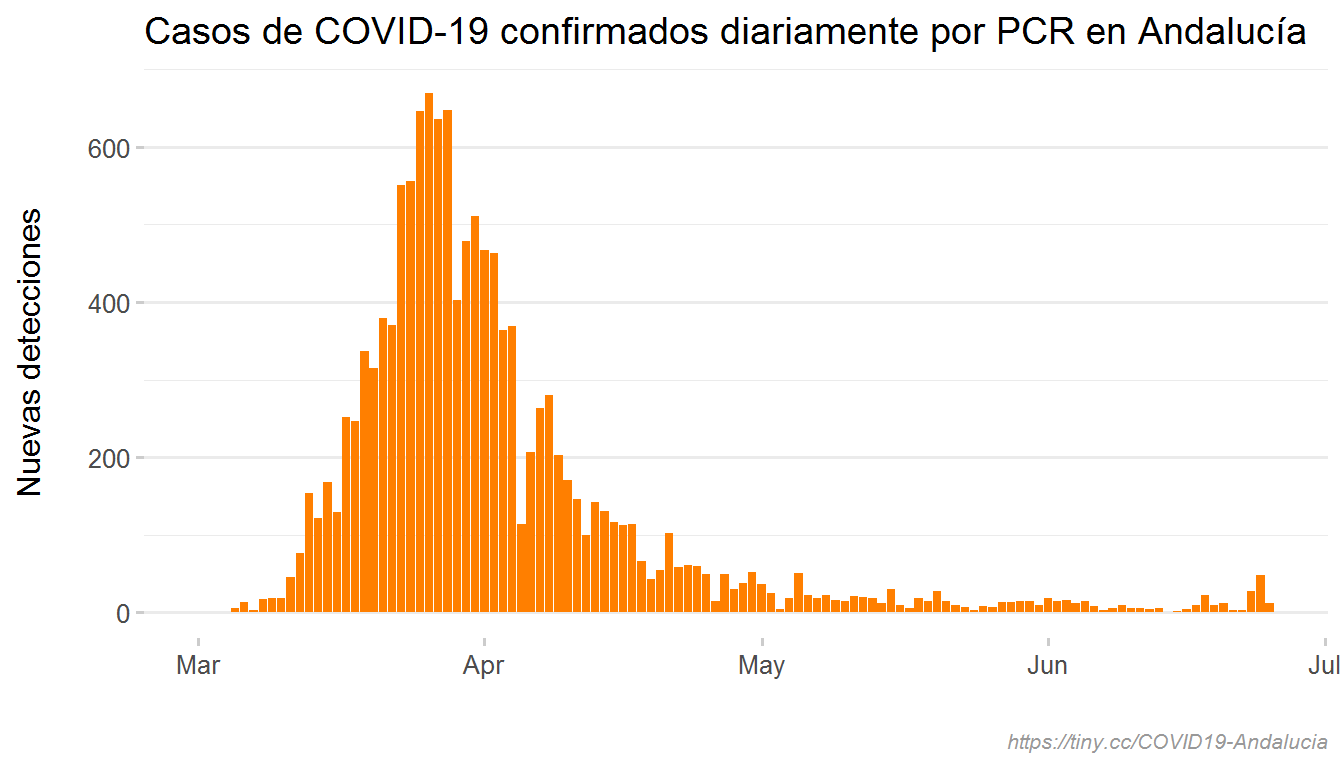 Casos de COVID-19 confirmados diariamente por PCR en Andalucía
Nuevas detecciones
600
400
200
0
Mar Apr May Jun Jul
https://tiny.cc/COVID19-Andalucia